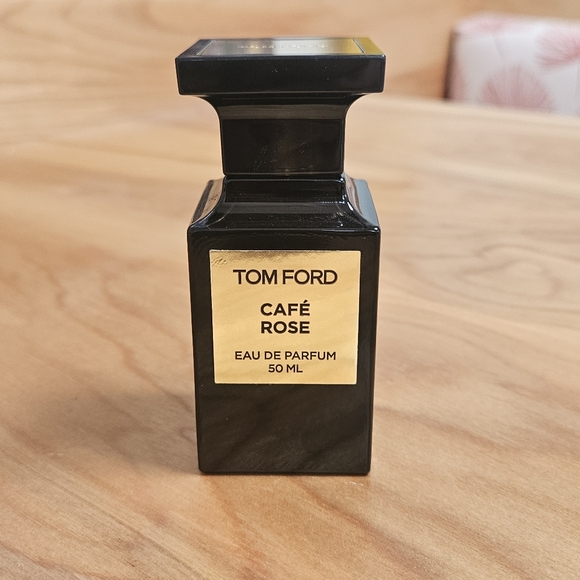 TOM FORD
CAFÉ
ROSE
EAU DE PARFUM
50 ML